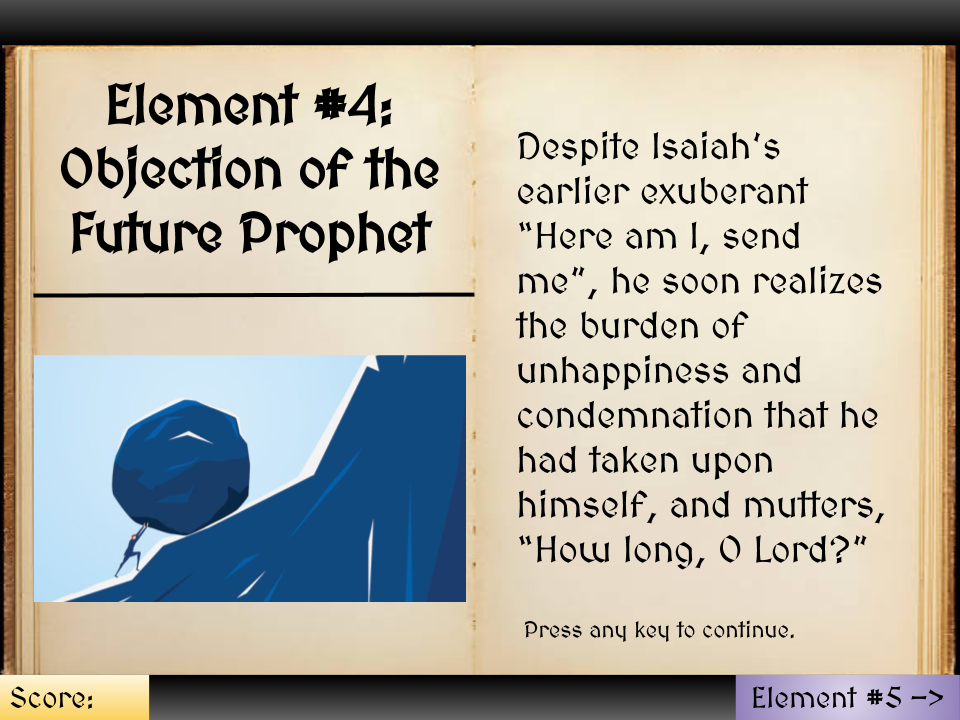 Element #4:
Objection of the
Future Prophet
Despite Isaiah's
earlier exuberant
"Here am I, send
me", he soon realizes
the burden of
unhappiness and
condemnation that he
had taken upon
himself, and mutters,
"How long, O Lord?"
Press any key to continue.
Score:
Element #5 –>